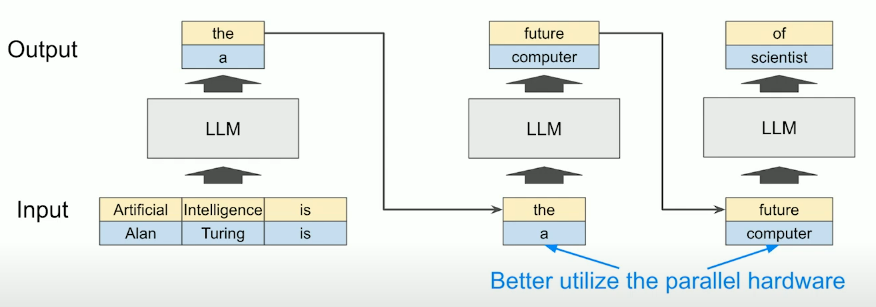 Output
the
a
future
computer
of
scientist
LLM
LLM
LLM
Input
Artificial Intelligence is
Alan Turing is
the
a
future
computer
Better utilize the parallel hardware